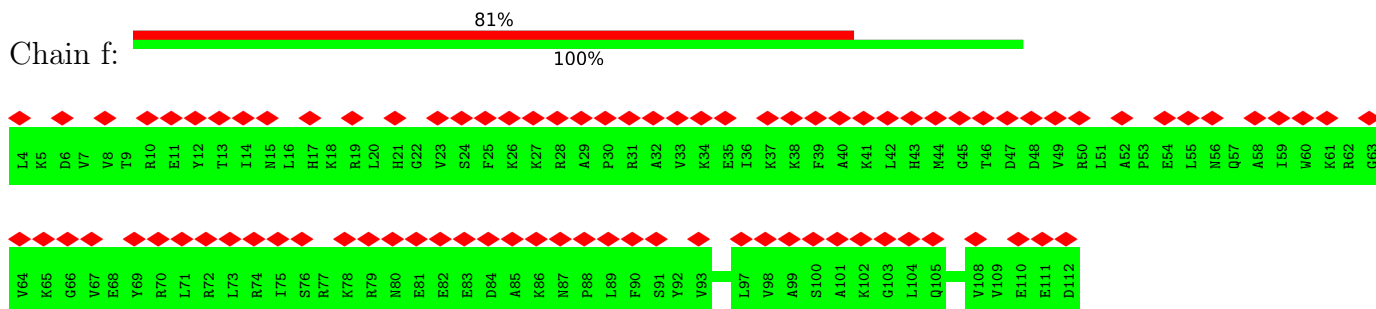 81%
Chain f:
100%
L4 K5 D6 V7 V8 T9 R10 E11 Y12 T13 I14 N15 L16 H17 K18 R19 L20 H21 G22 V23 S24 F25 K26 K27 R28 A29 P30 R31 A32 V33 K34 E35 I36 K37 K38 F39 A40 K41 L42 H43 M44 G45 T46 D47 D48 V49 R50 L51 A52 P53 E54 L55 N56 Q57 A58 I59 W60 K61 R62 G63
V64 K65 G66 V67 E68 Y69 R70 L71 R72 L73 R74 I75 S76 R77 K78 R79 N80 E81 E82 E83 D84 A85 K86 N87 P88 L89 F90 S91 Y92 V93 L97 V98 A99 S100 A101 K102 G103 L104 Q105 V108 V109 E110 E111 D112